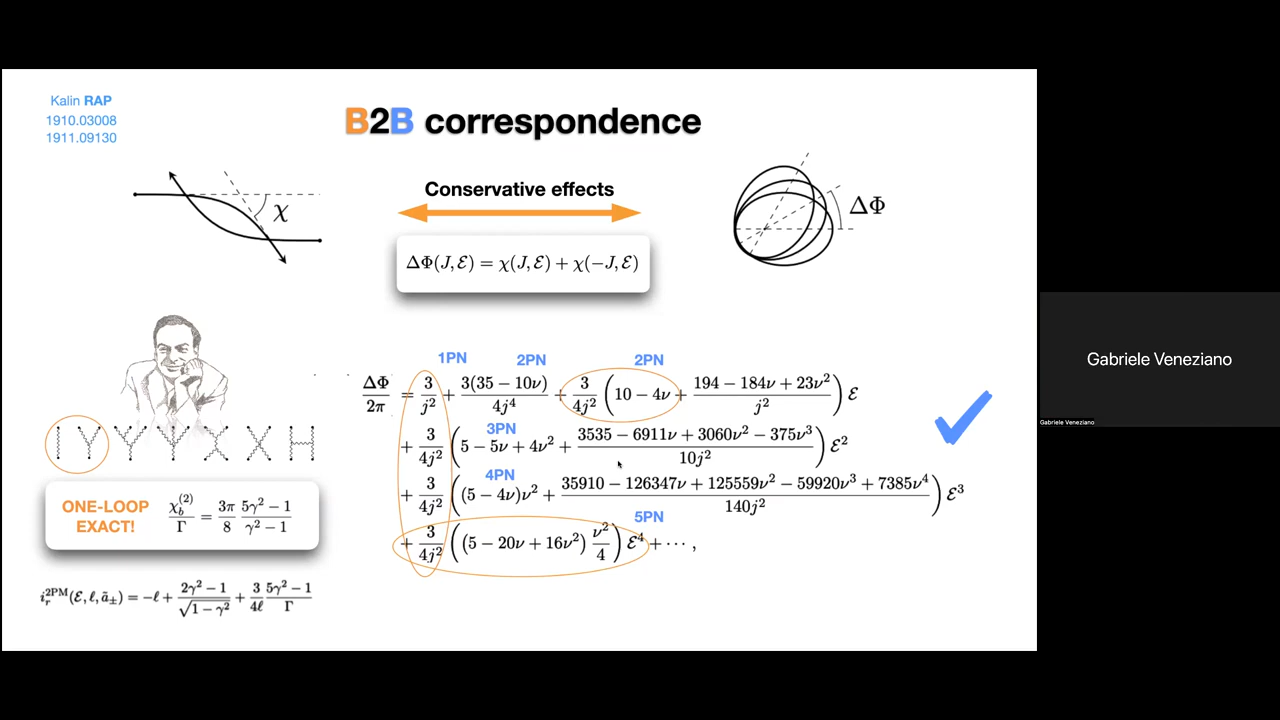 Kalin RAP
1910.03008
1911.09130
B2B correspondence
Conservative effects
χ
ΔΦ
ΔΦ(J, ℰ) = χ(J, ℰ) + χ(−J, ℰ)
1PN 2PN 2PN
ΔΦ/2π = 3/j² + 3(35 − 10ν)/4j⁴ + 3/4j² (10 − 4ν + (194 − 184ν + 23ν²)/j²) ℰ
3PN
+ 3/4j² (5 − 5ν + 4ν² + (3535 − 6911ν + 3060ν² − 375ν³)/10j²) ℰ²
4PN
+ 3/4j² ((5 − 4ν)ν² + (35910 − 126347ν + 125559ν² − 59920ν³ + 7385ν⁴)/140j²) ℰ³
5PN
+ 3/4j² ((5 − 20ν + 16ν²) ν²/4) ℰ⁴ + ⋯ ,
ONE-LOOP
EXACT!
χ_b^(2)/Γ = 3π/8 (5γ² − 1)/(γ² − 1)
i_r^2PM(ℰ, ℓ, ã±) = −ℓ + (2γ² − 1)/√(1 − γ²) + 3/4ℓ (5γ² − 1)/Γ
Gabriele Veneziano
Gabriele Veneziano